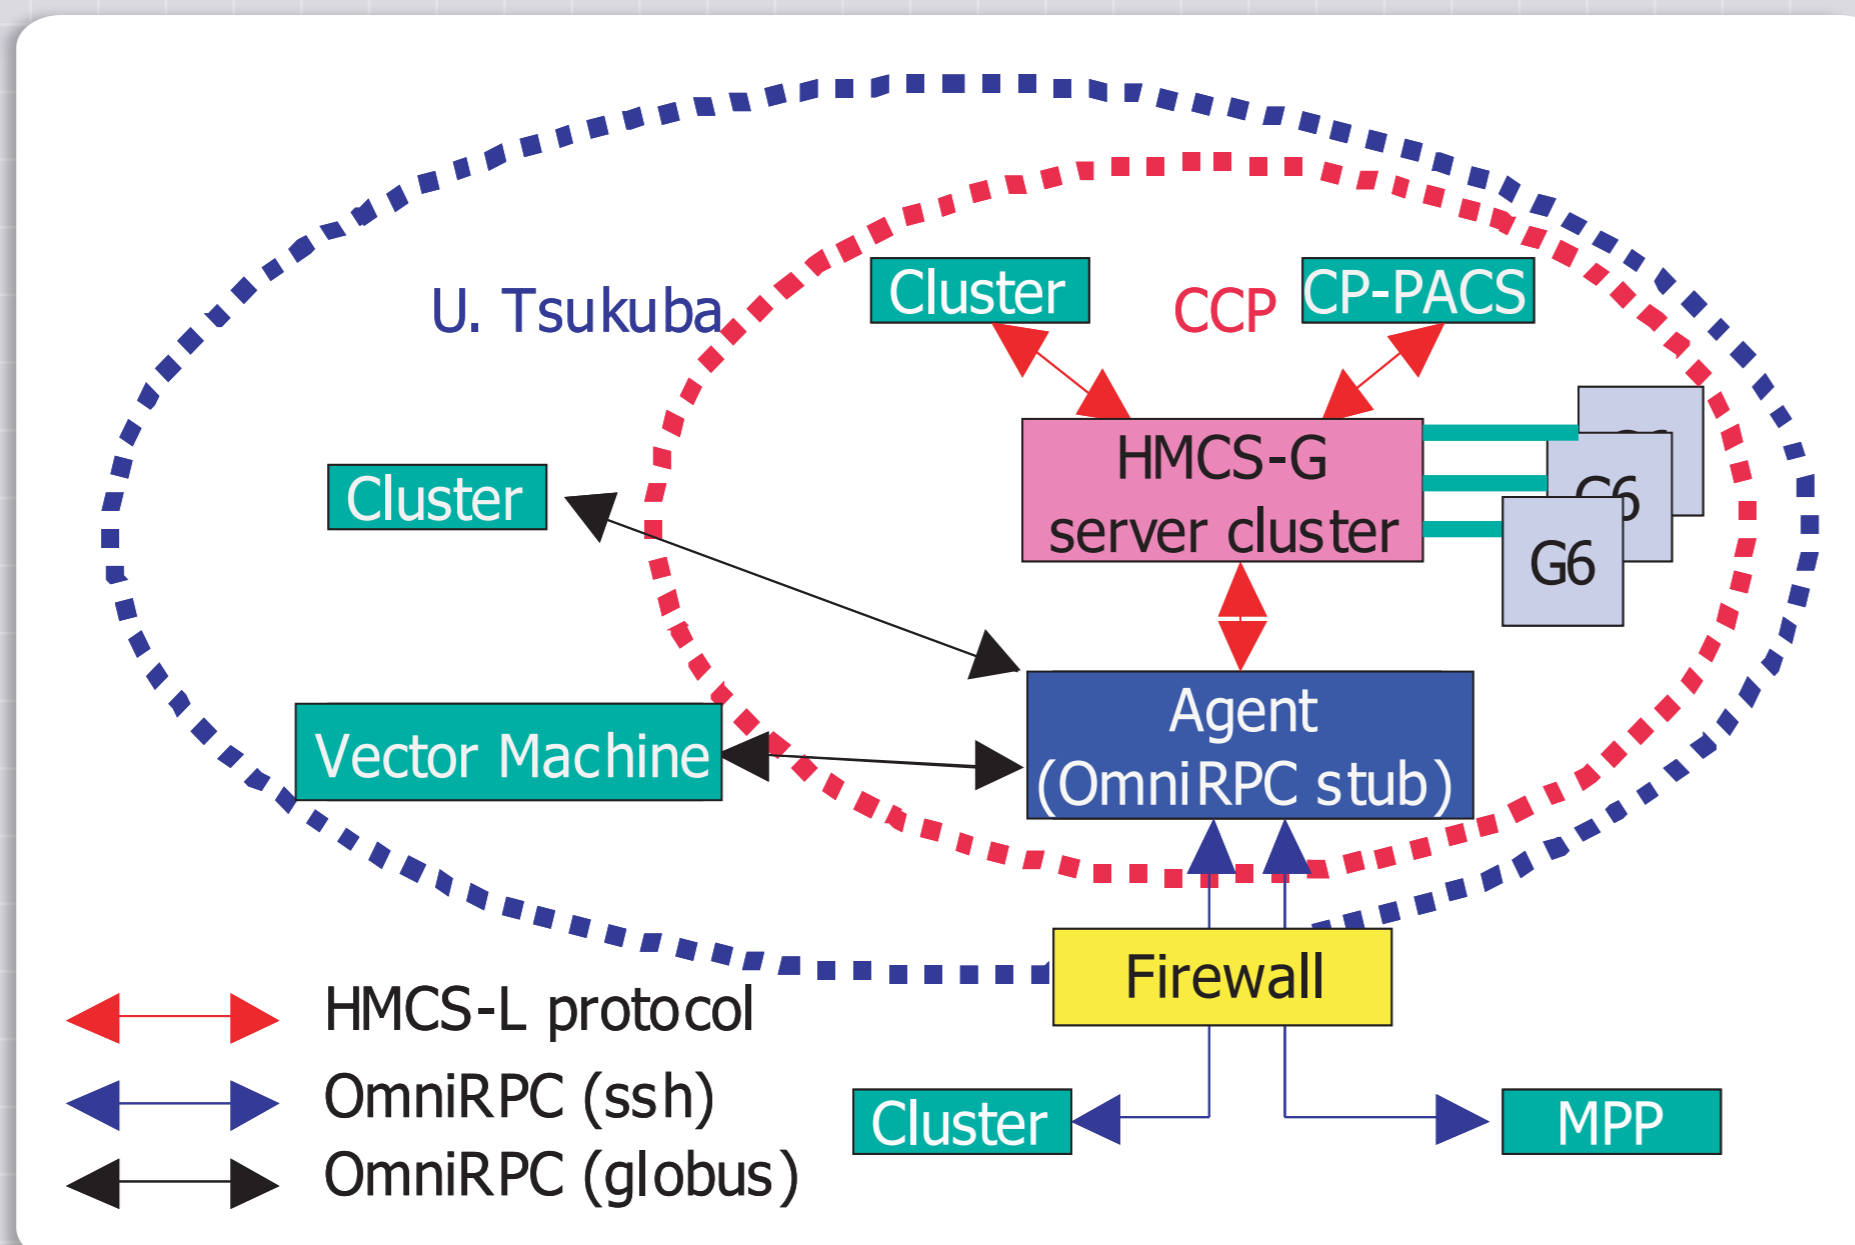 U. Tsukuba
Cluster
CCP
CP-PACS
HMCS-G
server cluster
G6
G6
Cluster
Vector Machine
Agent
(OmniRPC stub)
Firewall
HMCS-L protocol
OmniRPC (ssh)
OmniRPC (globus)
Cluster
MPP